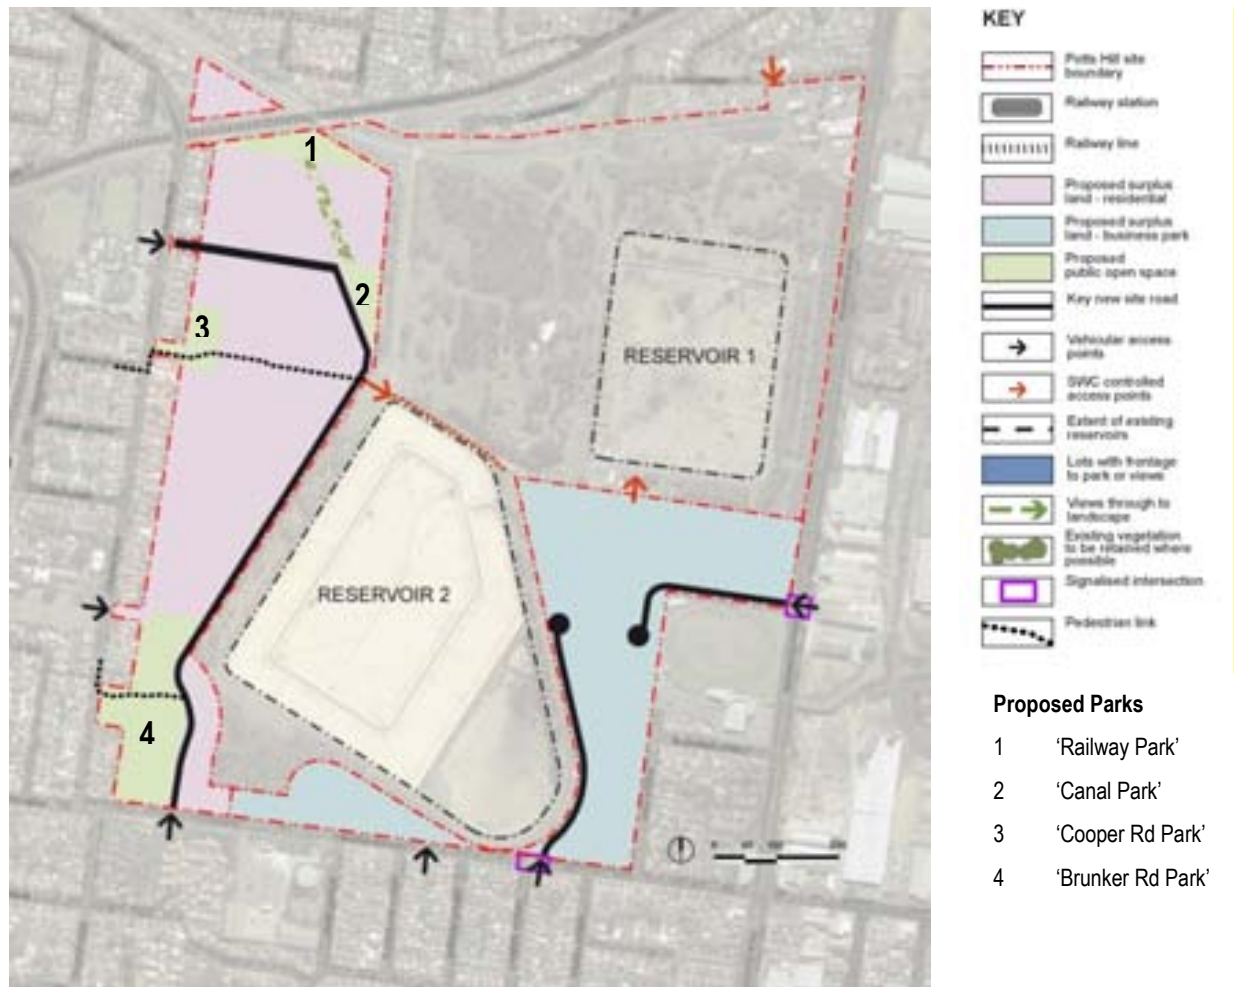 KEY
Potts Hill site
boundary
Railway station
Railway line
Proposed surplus
land - residential
Proposed surplus
land - business park
Proposed
public open space
Key new site road
Vehicular access
points
SWC controlled
access points
Extent of existing
reservoirs
Lots with frontage
to park or views
Views through to
landscape
Existing vegetation
to be retained where
possible
Signalised intersection
Pedestrian link
1
2
3
RESERVOIR 1
RESERVOIR 2
4
Proposed Parks
1 ‘Railway Park’
2 ‘Canal Park’
3 ‘Cooper Rd Park’
4 ‘Brunker Rd Park’